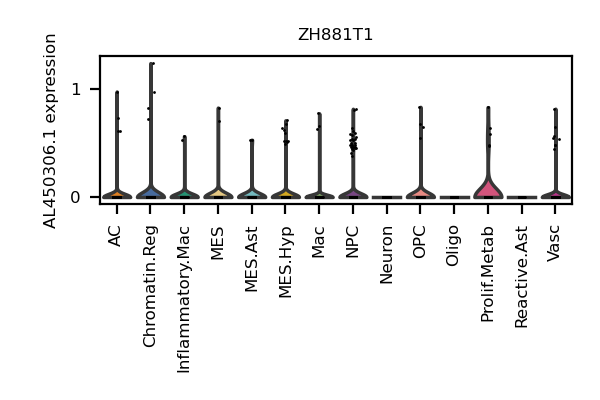 ZH881T1
AL450306.1 expression
1
0
AC
Chromatin.Reg
Inflammatory.Mac
MES
MES.Ast
MES.Hyp
Mac
NPC
Neuron
OPC
Oligo
Prolif.Metab
Reactive.Ast
Vasc